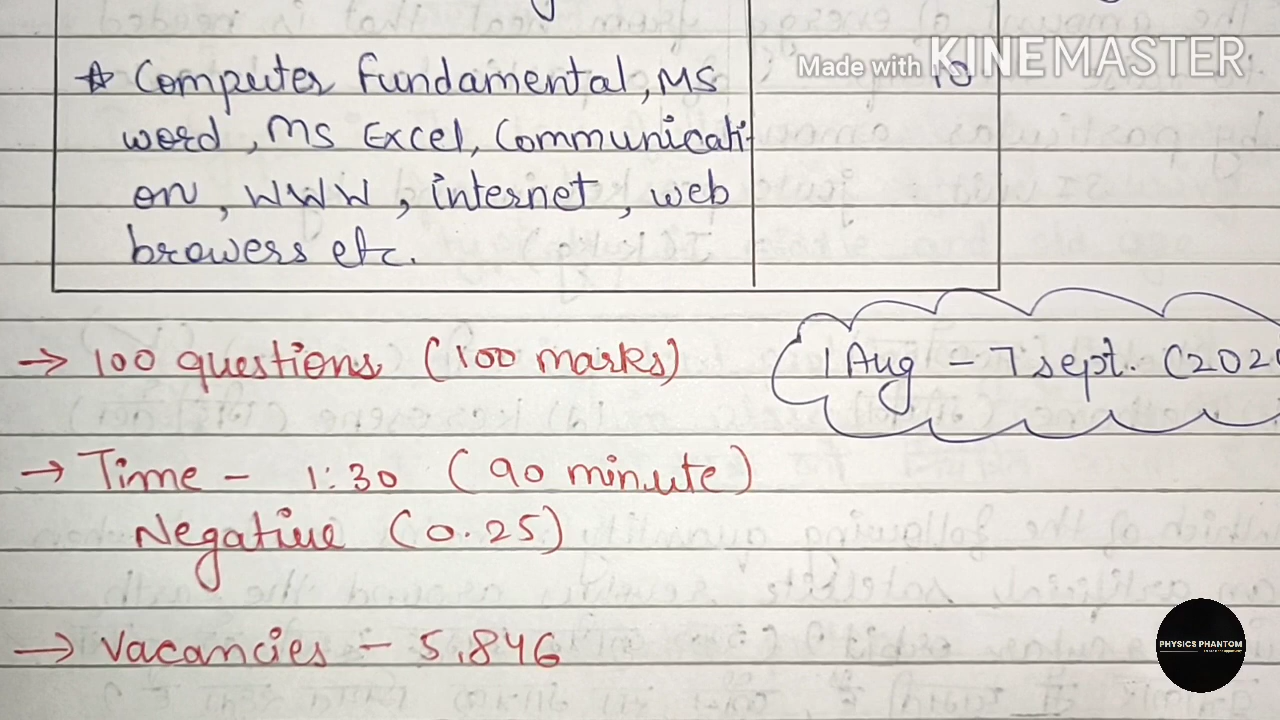 Made with KINEMASTER
☆ Computer Fundamental, MS 10
word, MS Excel, Communicati-
on, WWW, internet, web
browers etc.
→ 100 questions (100 marks)
1 Aug - 7 sept. (202
→ Time - 1:30 (90 minute)
Negative (0.25)
→ Vacancies - 5,846
PHYSICS PHANTOM